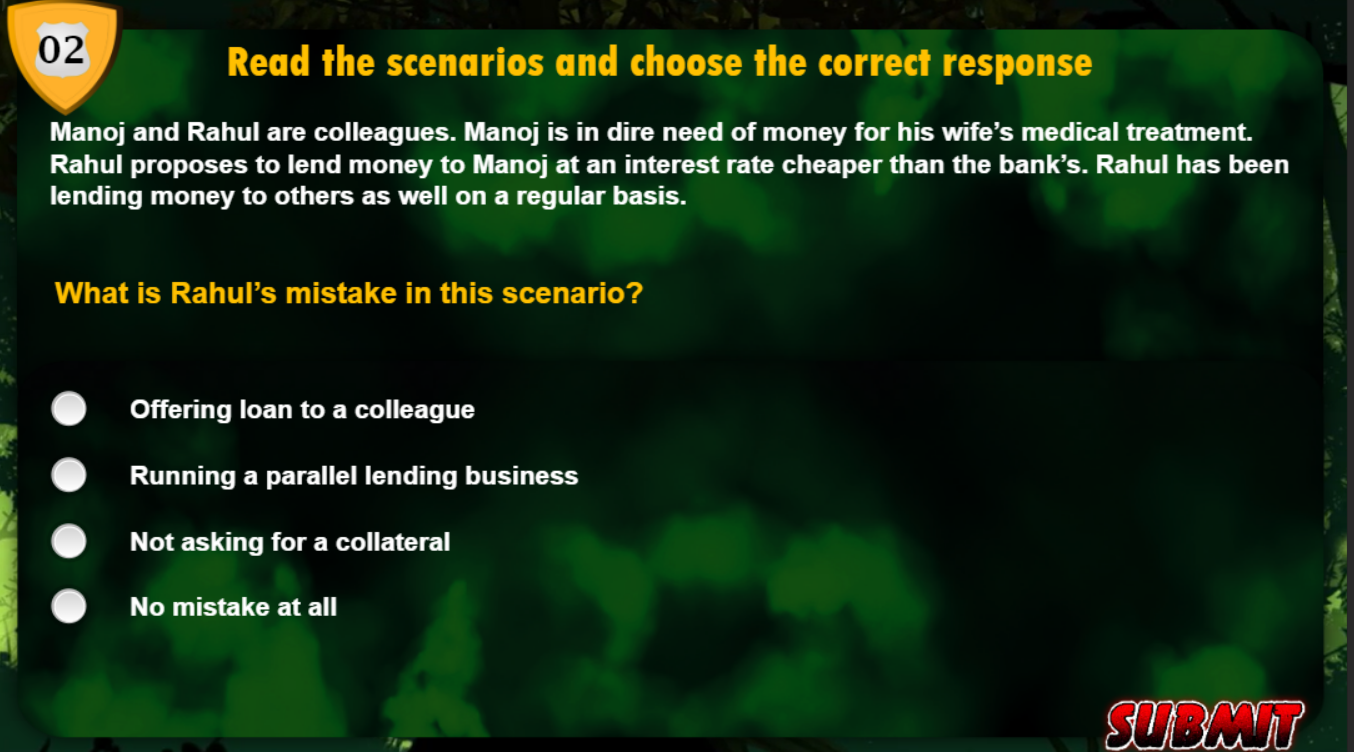 02
Read the scenarios and choose the correct response
Manoj and Rahul are colleagues. Manoj is in dire need of money for his wife’s medical treatment.
Rahul proposes to lend money to Manoj at an interest rate cheaper than the bank’s. Rahul has been
lending money to others as well on a regular basis.
What is Rahul’s mistake in this scenario?
Offering loan to a colleague
Running a parallel lending business
Not asking for a collateral
No mistake at all
SUBMIT